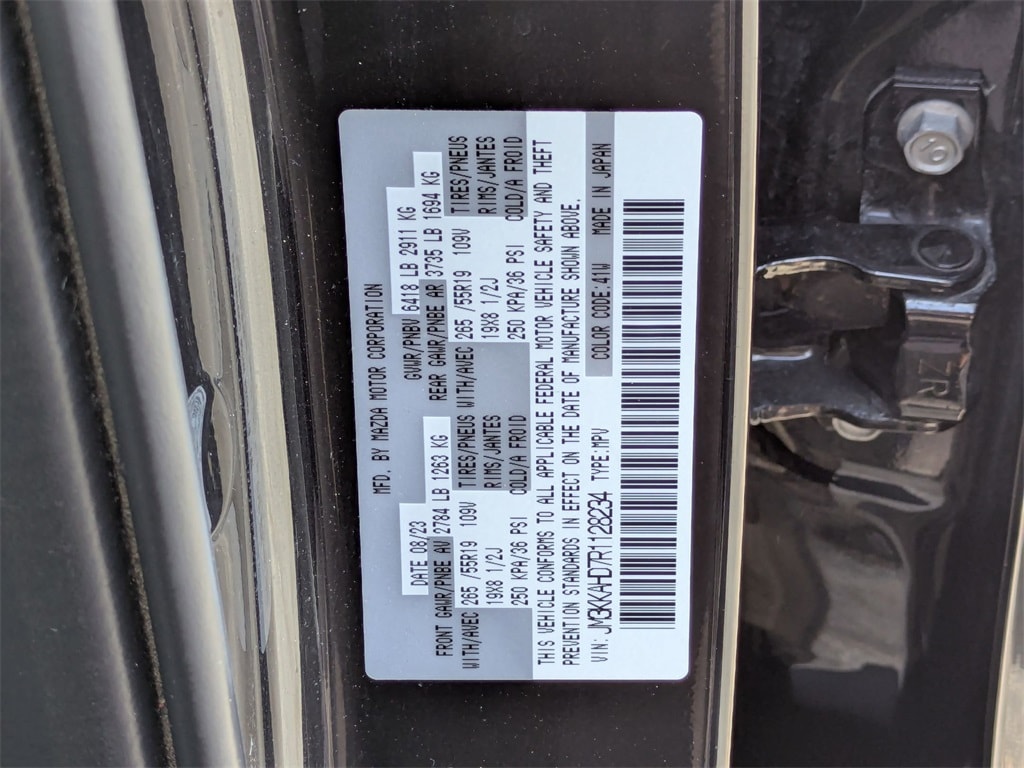 MFD. BY MAZDA MOTOR CORPORATION
DATE 08/23 GVWR/PNBV 6418 LB 2911 KG
FRONT GAWR/PNBE AV 2784 LB 1263 KG REAR GAWR/PNBE AR 3735 LB 1694 KG
WITH/AVEC 265 /55R19 109V TIRES/PNEUS WITH/AVEC 265 /55R19 109V TIRES/PNEUS
19X8 1/2J RIMS/JANTES 19X8 1/2J RIMS/JANTES
250 KPA/36 PSI COLD/A FROID 250 KPA/36 PSI COLD/A FROID
THIS VEHICLE CONFORMS TO ALL APPLICABLE FEDERAL MOTOR VEHICLE SAFETY AND THEFT
PREVENTION STANDARDS IN EFFECT ON THE DATE OF MANUFACTURE SHOWN ABOVE.
VIN: JM3KKAHD7R1128234 TYPE:MPV COLOR CODE:41W MADE IN JAPAN
ZR